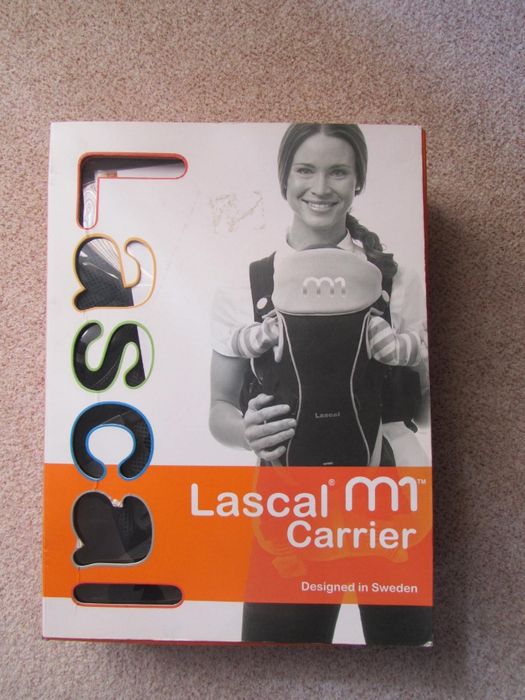 Lascal
m1
Lascal
Lascal® m1™
Carrier
Designed in Sweden